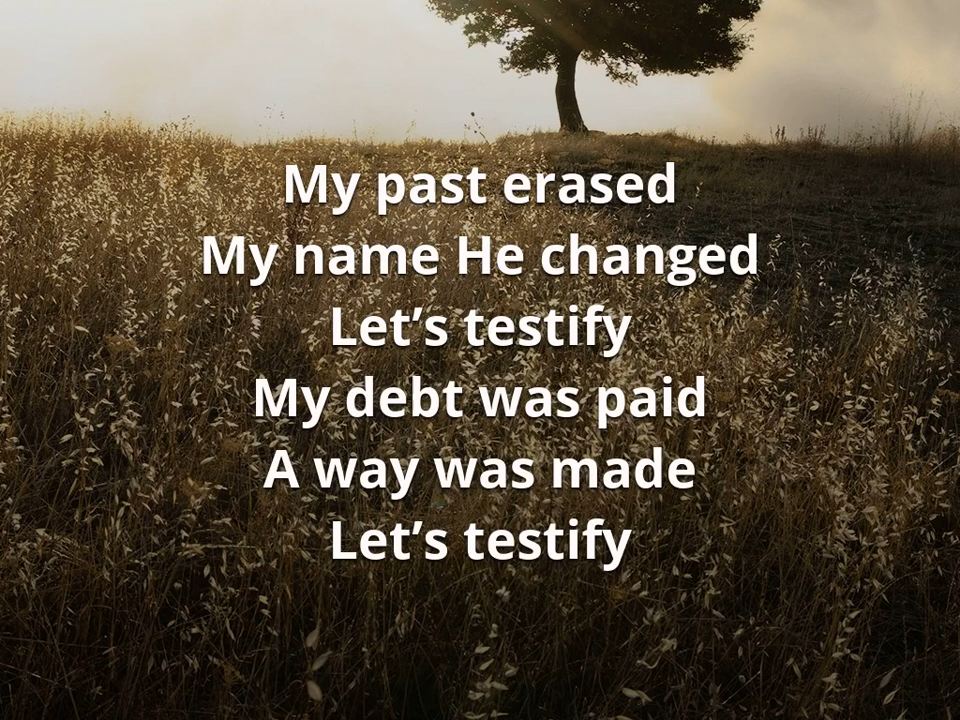 My past erased
My name He changed
Let’s testify
My debt was paid
A way was made
Let’s testify